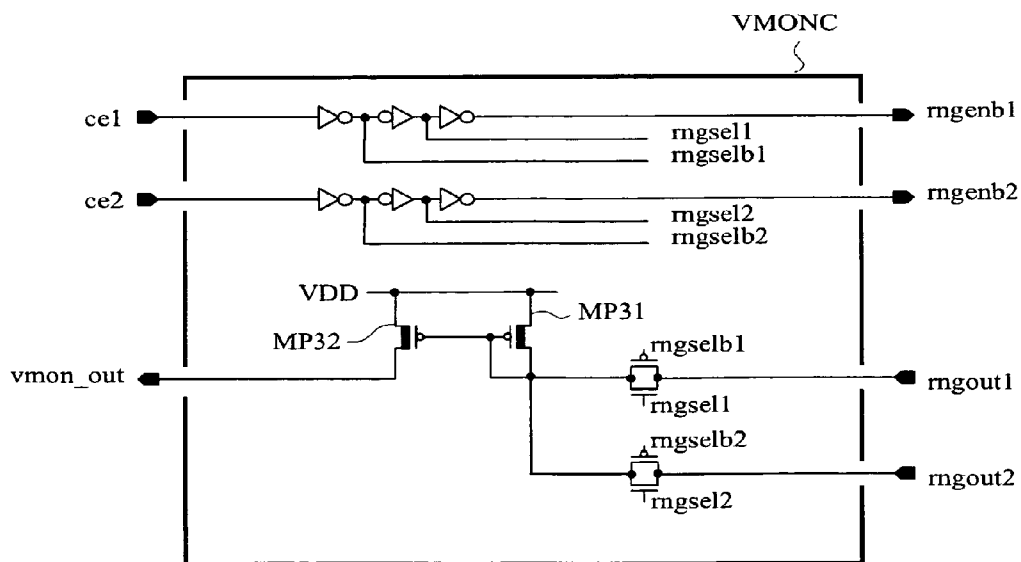 VMONC
ce1
rngenb1
rngsel1
rngselb1
ce2
rngenb2
rngsel2
rngselb2
VDD
MP31
MP32
rngselb1
vmon_out
rngout1
rngsel1
rngselb2
rngout2
rngsel2